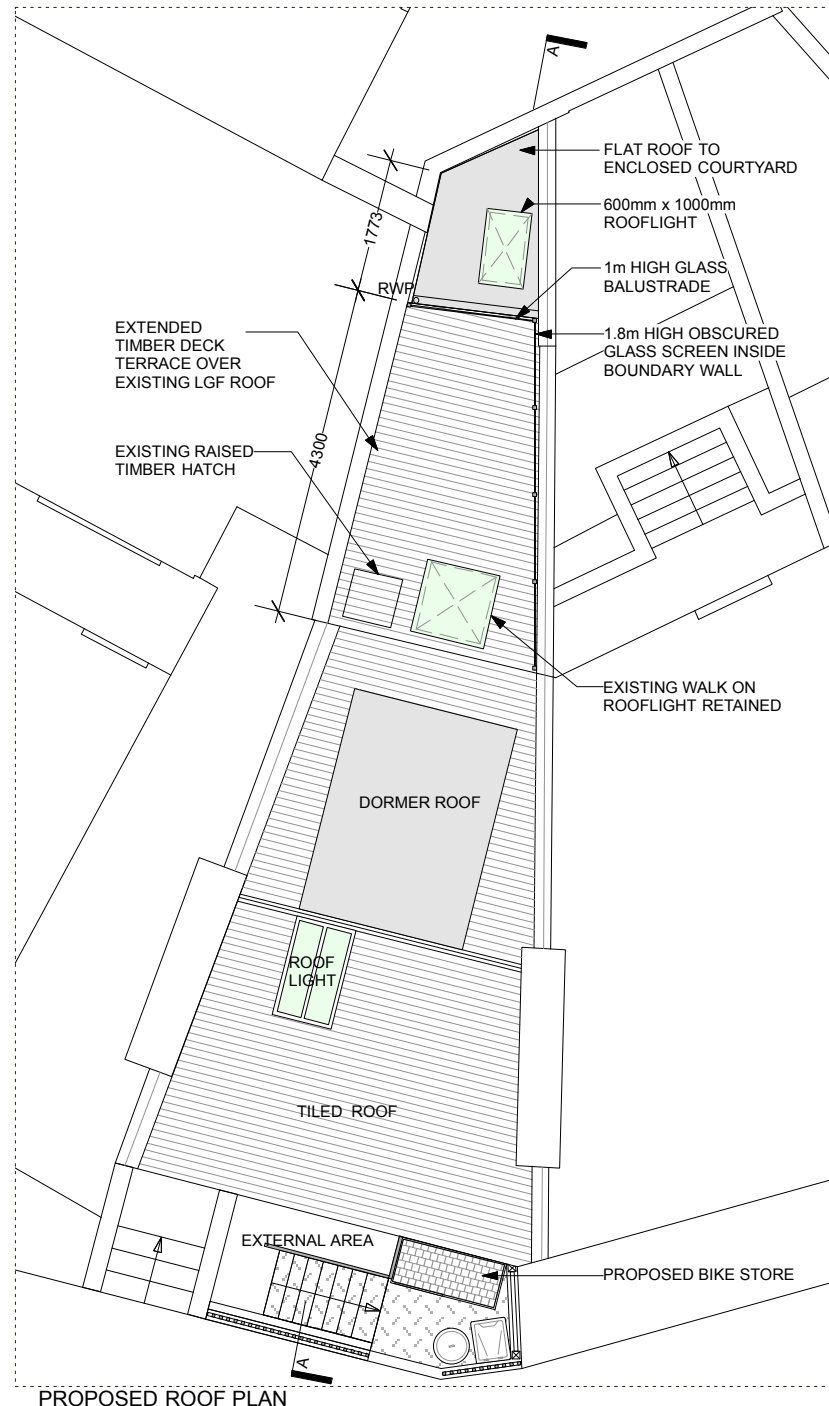 A
FLAT ROOF TO
ENCLOSED COURTYARD
600mm x 1000mm
ROOFLIGHT
1773
1m HIGH GLASS
BALUSTRADE
RWP
EXTENDED
TIMBER DECK
TERRACE OVER
EXISTING LGF ROOF
1.8m HIGH OBSCURED
GLASS SCREEN INSIDE
BOUNDARY WALL
4300
EXISTING RAISED
TIMBER HATCH
EXISTING WALK ON
ROOFLIGHT RETAINED
DORMER ROOF
ROOF
LIGHT
TILED ROOF
EXTERNAL AREA
PROPOSED BIKE STORE
A
PROPOSED ROOF PLAN